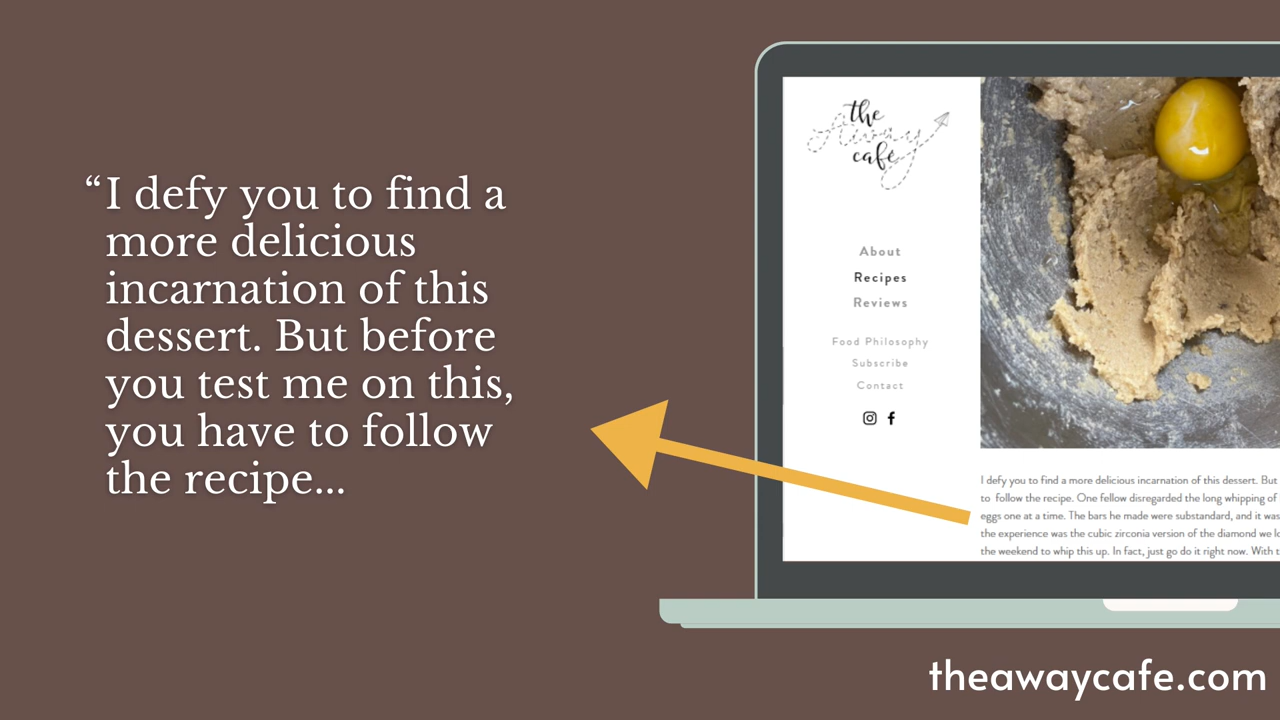 “I defy you to find a
more delicious
incarnation of this
dessert. But before
you test me on this,
you have to follow
the recipe...
the
Away
café
About
Recipes
Reviews
Food Philosophy
Subscribe
Contact
I defy you to find a more delicious incarnation of this dessert. But
to follow the recipe. One fellow disregarded the long whipping of
eggs one at a time. The bars he made were substandard, and it was
the experience was the cubic zirconia version of the diamond we
the weekend to whip this up. In fact, just go do it right now. With
theawaycafe.com